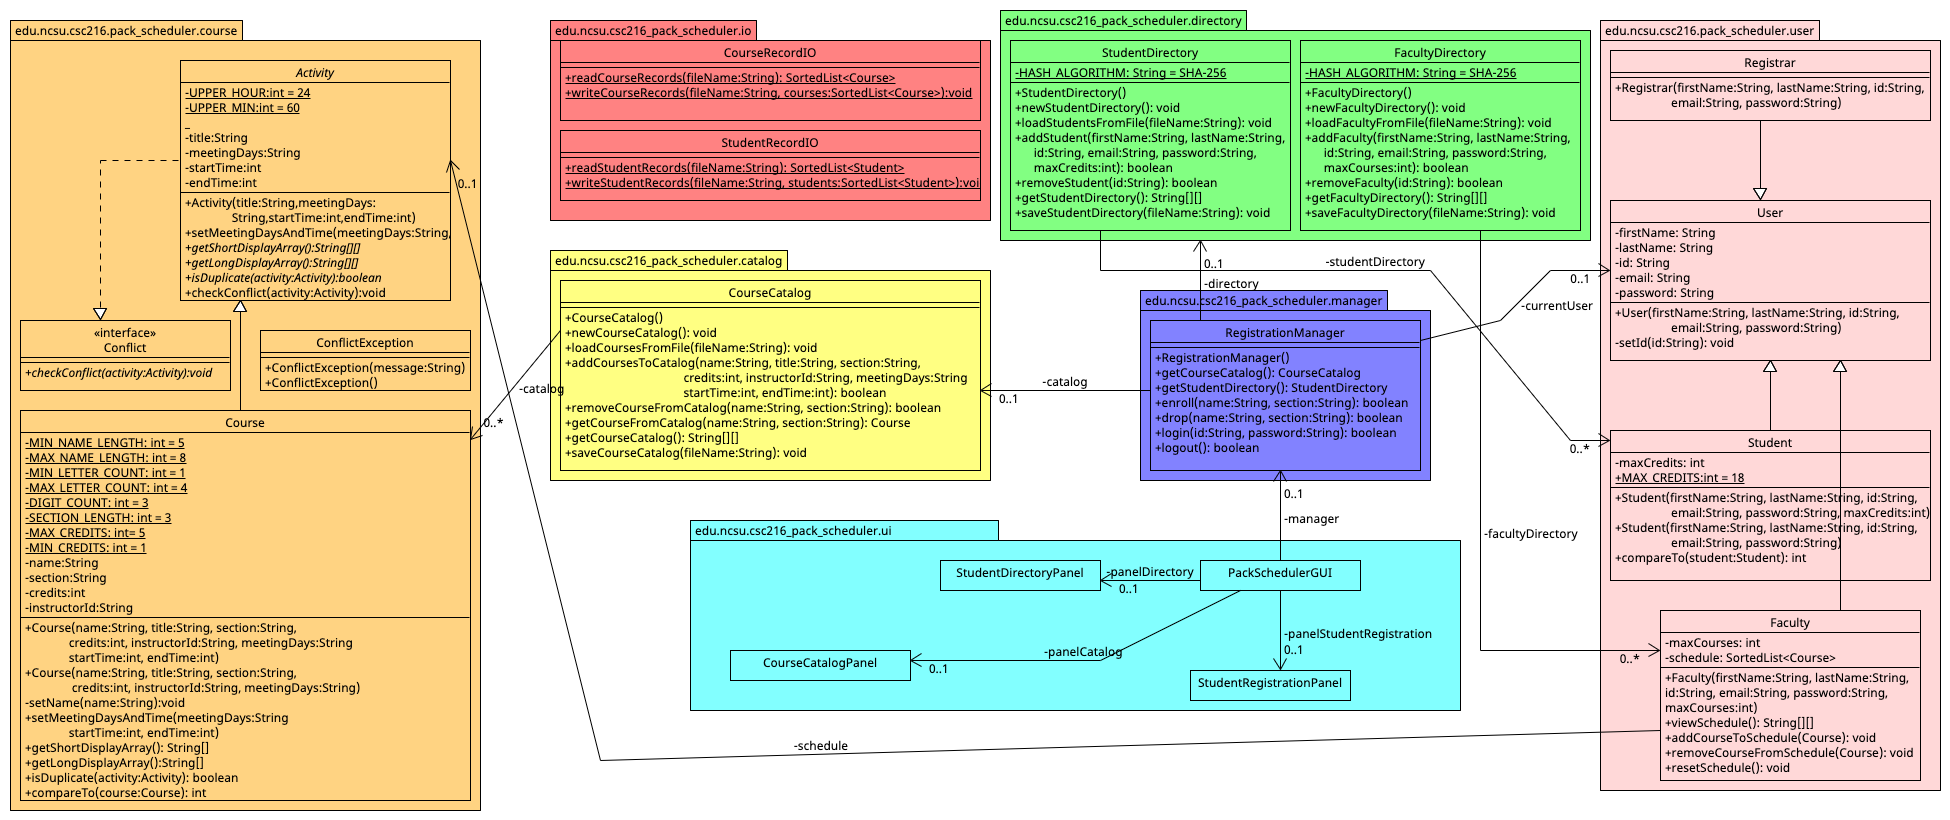 edu.ncsu.csc216.pack_scheduler.course
Activity
-UPPER_HOUR:int = 24
-UPPER_MIN:int = 60
_
-title:String
-meetingDays:String
-startTime:int
-endTime:int
+Activity(title:String,meetingDays:
String,startTime:int,endTime:int)
+setMeetingDaysAndTime(meetingDays:String,
+getShortDisplayArray():String[][]
+getLongDisplayArray():String[][]
+isDuplicate(activity:Activity):boolean
+checkConflict(activity:Activity):void
0..1
«interface»
Conflict
+checkConflict(activity:Activity):void
ConflictException
+ConflictException(message:String)
+ConflictException()
Course
-MIN_NAME_LENGTH: int = 5
-MAX_NAME_LENGTH: int = 8
-MIN_LETTER_COUNT: int = 1
-MAX_LETTER_COUNT: int = 4
-DIGIT_COUNT: int = 3
-SECTION_LENGTH: int = 3
-MAX_CREDITS: int= 5
-MIN_CREDITS: int= 1
-name:String
-section:String
-credits:int
-instructorId:String
+Course(name:String, title:String, section:String,
credits:int, instructorId:String, meetingDays:String
startTime:int, endTime:int)
+Course(name:String, title:String, section:String,
credits:int, instructorId:String, meetingDays:String)
-setName(name:String):void
+setMeetingDaysAndTime(meetingDays:String
startTime:int, endTime:int)
+getShortDisplayArray(): String[]
+getLongDisplayArray():String[]
+isDuplicate(activity:Activity): boolean
+compareTo(course:Course): int
edu.ncsu.csc216_pack_scheduler.io
CourseRecordIO
+readCourseRecords(fileName:String): SortedList<Course>
+writeCourseRecords(fileName:String, courses:SortedList<Course>):void
StudentRecordIO
+readStudentRecords(fileName:String): SortedList<Student>
+writeStudentRecords(fileName:String, students:SortedList<Student>):voi
edu.ncsu.csc216_pack_scheduler.catalog
CourseCatalog
+CourseCatalog()
+newCourseCatalog(): void
+loadCoursesFromFile(fileName:String): void
+addCoursesToCatalog(name:String, title:String, section:String,
credits:int, instructorId:String, meetingDays:String
startTime:int, endTime:int): boolean
+removeCourseFromCatalog(name:String, section:String): boolean
+getCourseFromCatalog(name:String, section:String): Course
+getCourseCatalog(): String[][]
+saveCourseCatalog(fileName:String): void
-catalog
0..*
edu.ncsu.csc216_pack_scheduler.directory
StudentDirectory
-HASH_ALGORITHM: String = SHA-256
+StudentDirectory()
+newStudentDirectory(): void
+loadStudentsFromFile(fileName:String): void
+addStudent(firstName:String, lastName:String,
id:String, email:String, password:String,
maxCredits:int): boolean
+removeStudent(id:String): boolean
+getStudentDirectory(): String[][]
+saveStudentDirectory(fileName:String): void
FacultyDirectory
-HASH_ALGORITHM: String = SHA-256
+FacultyDirectory()
+newFacultyDirectory(): void
+loadFacultyFromFile(fileName:String): void
+addFaculty(firstName:String, lastName:String,
id:String, email:String, password:String,
maxCourses:int): boolean
+removeFaculty(id:String): boolean
+getFacultyDirectory(): String[][]
+saveFacultyDirectory(fileName:String): void
0..1
-directory
-studentDirectory
edu.ncsu.csc216_pack_scheduler.manager
RegistrationManager
+RegistrationManager()
+getCourseCatalog(): CourseCatalog
+getStudentDirectory(): StudentDirectory
+enroll(name:String, section:String): boolean
+drop(name:String, section:String): boolean
+login(id:String, password:String): boolean
+logout(): boolean
-catalog
0..1
-currentUser
0..1
0..*
0..1
-manager
-facultyDirectory
0..*
edu.ncsu.csc216_pack_scheduler.ui
StudentDirectoryPanel
-panelDirectory
0..1
PackSchedulerGUI
-panelStudentRegistration
0..1
-panelCatalog
0..1
CourseCatalogPanel
StudentRegistrationPanel
-schedule
edu.ncsu.csc216.pack_scheduler.user
Registrar
+Registrar(firstName:String, lastName:String, id:String,
email:String, password:String)
User
-firstName: String
-lastName: String
-id: String
-email: String
-password: String
+User(firstName:String, lastName:String, id:String,
email:String, password:String)
-setId(id:String): void
Student
-maxCredits: int
+MAX_CREDITS:int = 18
+Student(firstName:String, lastName:String, id:String,
email:String, password:String, maxCredits:int)
+Student(firstName:String, lastName:String, id:String,
email:String, password:String)
+compareTo(student:Student): int
Faculty
-maxCourses: int
-schedule: SortedList<Course>
+Faculty(firstName:String, lastName:String,
id:String, email:String, password:String,
maxCourses:int)
+viewSchedule(): String[][]
+addCourseToSchedule(Course): void
+removeCourseFromSchedule(Course): void
+resetSchedule(): void